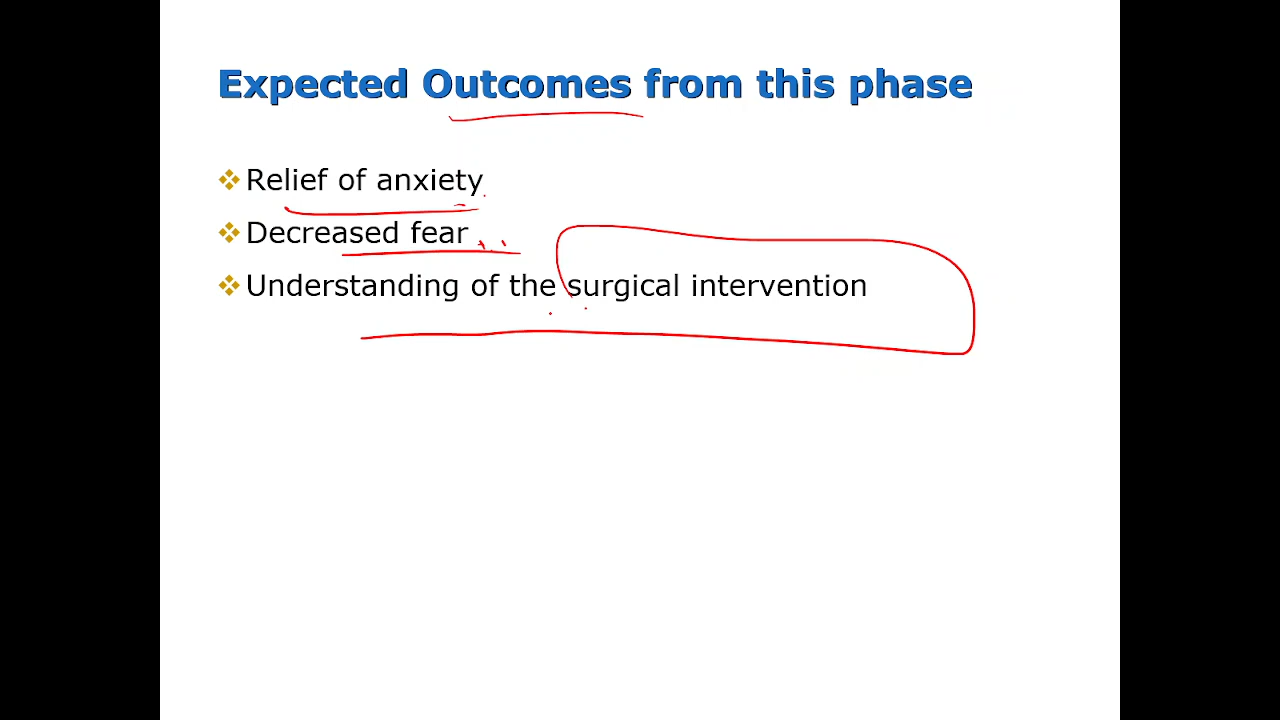 Expected Outcomes from this phase
Relief of anxiety
Decreased fear
Understanding of the surgical intervention